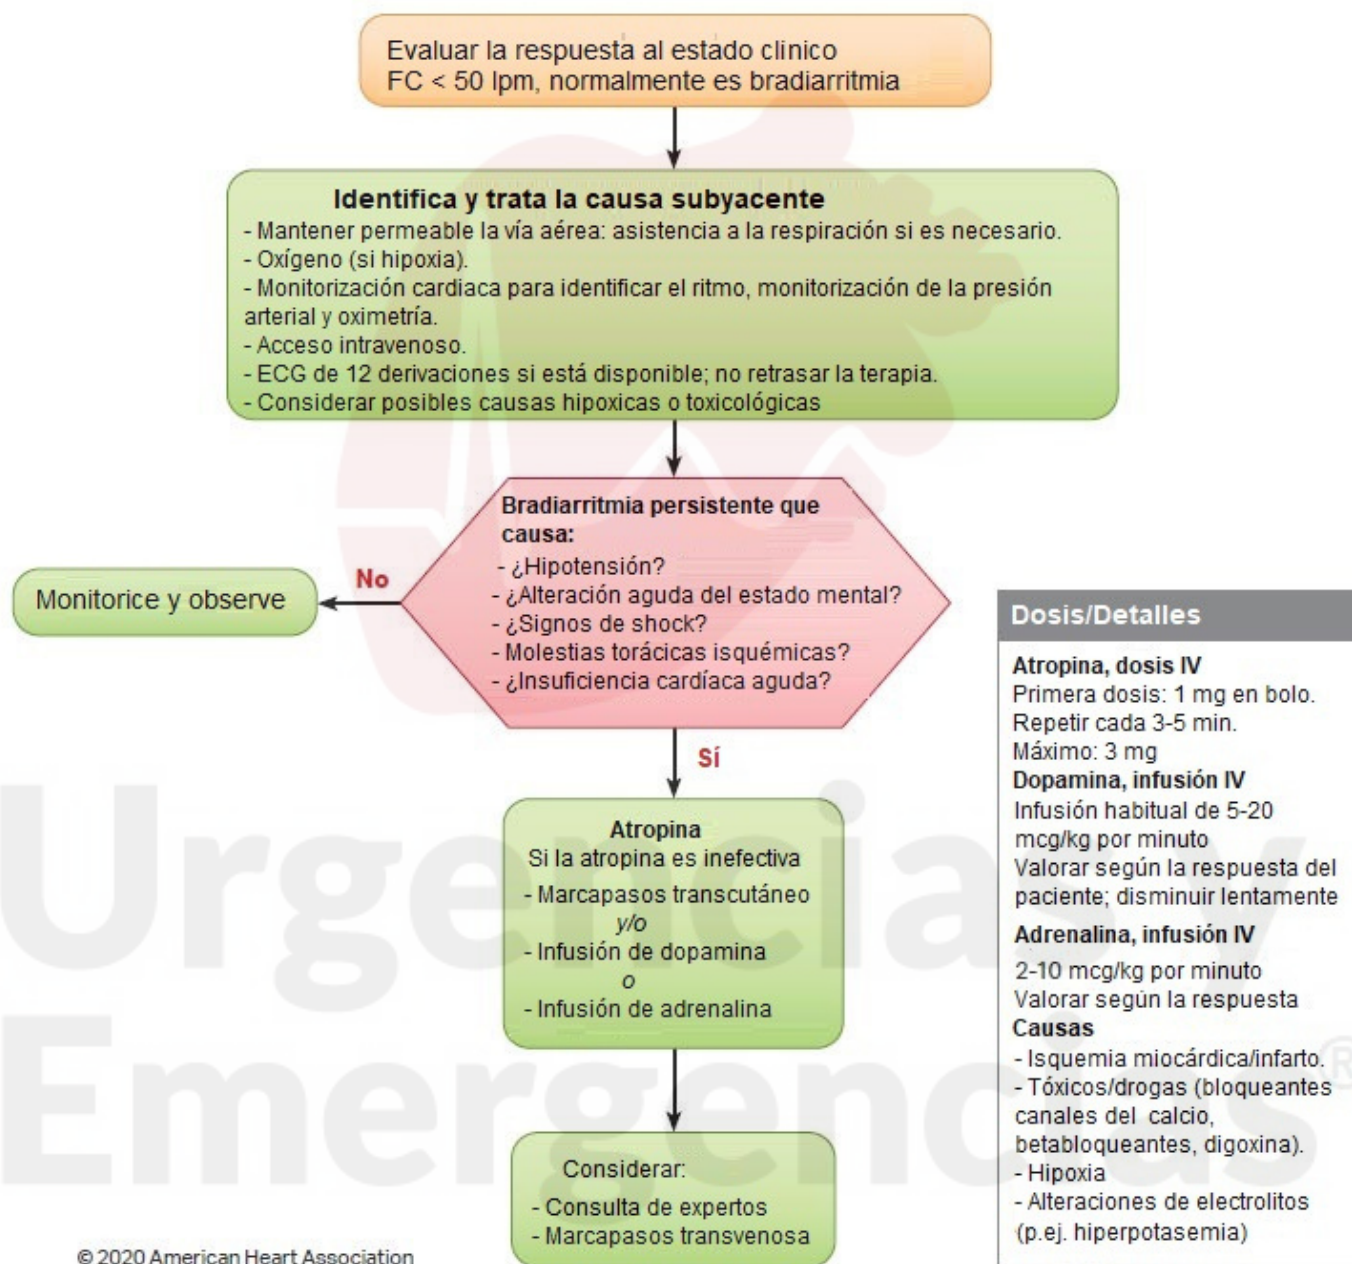 Evaluar la respuesta al estado clinico
FC < 50 lpm, normalmente es bradiarritmia
Identifica y trata la causa subyacente
- Mantener permeable la vía aérea: asistencia a la respiración si es necesario.
- Oxígeno (si hipoxia).
- Monitorización cardiaca para identificar el ritmo, monitorización de la presión
arterial y oximetría.
- Acceso intravenoso.
- ECG de 12 derivaciones si está disponible; no retrasar la terapia.
- Considerar posibles causas hipoxicas o toxicológicas
Bradiarritmia persistente que
causa:
- ¿Hipotensión?
- ¿Alteración aguda del estado mental?
- ¿Signos de shock?
- Molestias torácicas isquémicas?
- ¿Insuficiencia cardíaca aguda?
No
Monitorice y observe
Sí
Atropina
Si la atropina es inefectiva
- Marcapasos transcutáneo
y/o
- Infusión de dopamina
o
- Infusión de adrenalina
Considerar:
- Consulta de expertos
- Marcapasos transvenosa
Dosis/Detalles
Atropina, dosis IV
Primera dosis: 1 mg en bolo.
Repetir cada 3-5 min.
Máximo: 3 mg
Dopamina, infusión IV
Infusión habitual de 5-20
mcg/kg por minuto
Valorar según la respuesta del
paciente; disminuir lentamente
Adrenalina, infusión IV
2-10 mcg/kg por minuto
Valorar según la respuesta
Causas
- Isquemia miocárdica/infarto.
- Tóxicos/drogas (bloqueantes
canales del calcio,
betabloqueantes, digoxina).
- Hipoxia
- Alteraciones de electrolitos
(p.ej. hiperpotasemia)
Urgencias y
Emergencias®
© 2020 American Heart Association